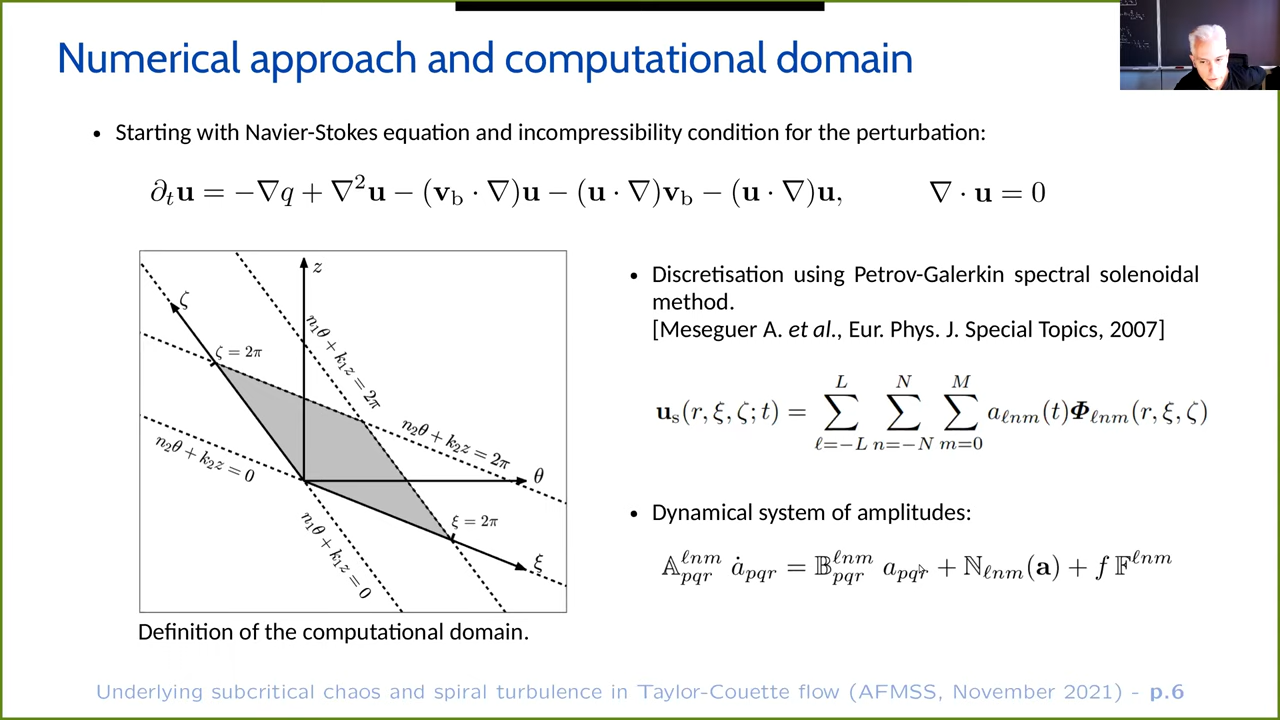 Numerical approach and computational domain
• Starting with Navier-Stokes equation and incompressibility condition for the perturbation:
∂ₜu = −∇q + ∇²u − (v_b · ∇)u − (u · ∇)v_b − (u · ∇)u, ∇ · u = 0
z
ζ
ζ = 2π
n₁θ + k₁z = 2π
n₂θ + k₂z = 2π
n₂θ + k₂z = 0
θ
ξ = 2π
n₁θ + k₁z = 0
ξ
Definition of the computational domain.
• Discretisation using Petrov-Galerkin spectral solenoidal
method.
[Meseguer A. et al., Eur. Phys. J. Special Topics, 2007]
u_s(r, ξ, ζ; t) = ∑_{ℓ=−L}^{L} ∑_{n=−N}^{N} ∑_{m=0}^{M} a_{ℓnm}(t)Φ_{ℓnm}(r, ξ, ζ)
• Dynamical system of amplitudes:
𝔸^{ℓnm}_{pqr} ȧ_{pqr} = 𝔹^{ℓnm}_{pqr} a_{pqr} + ℕ_{ℓnm}(a) + f 𝔽^{ℓnm}
Underlying subcritical chaos and spiral turbulence in Taylor-Couette flow (AFMSS, November 2021) - p.6